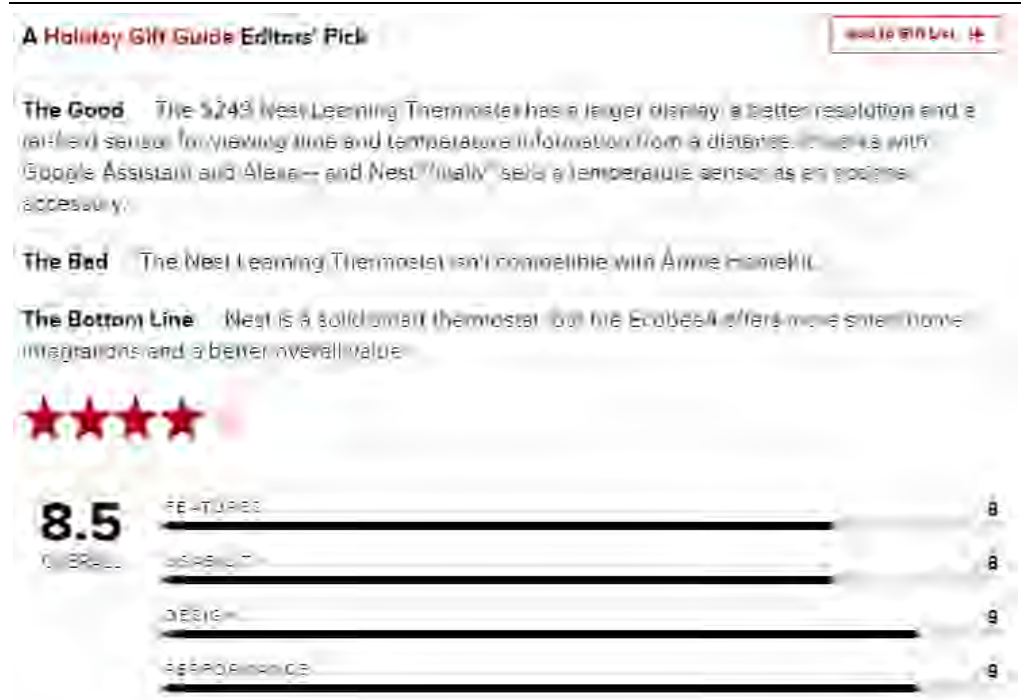 A Holiday Gift Guide Editors' Pick
Add to Gift List +
The Good The $249 Nest Learning Thermostat has a larger display, a better resolution and a
sensor for viewing time and temperature information from a distance. It works with
Google Assistant and Alexa -- and Nest "finally" sells a temperature sensor as an optional
accessory.
The Bad The Nest Learning Thermostat isn't compatible with Apple HomeKit.
The Bottom Line Nest is a solid smart thermostat, but the Ecobee4 offers more smart home
integrations and a better overall value.
8.5
OVERALL
FEATURES 8
USABILITY 8
DESIGN 9
PERFORMANCE 9